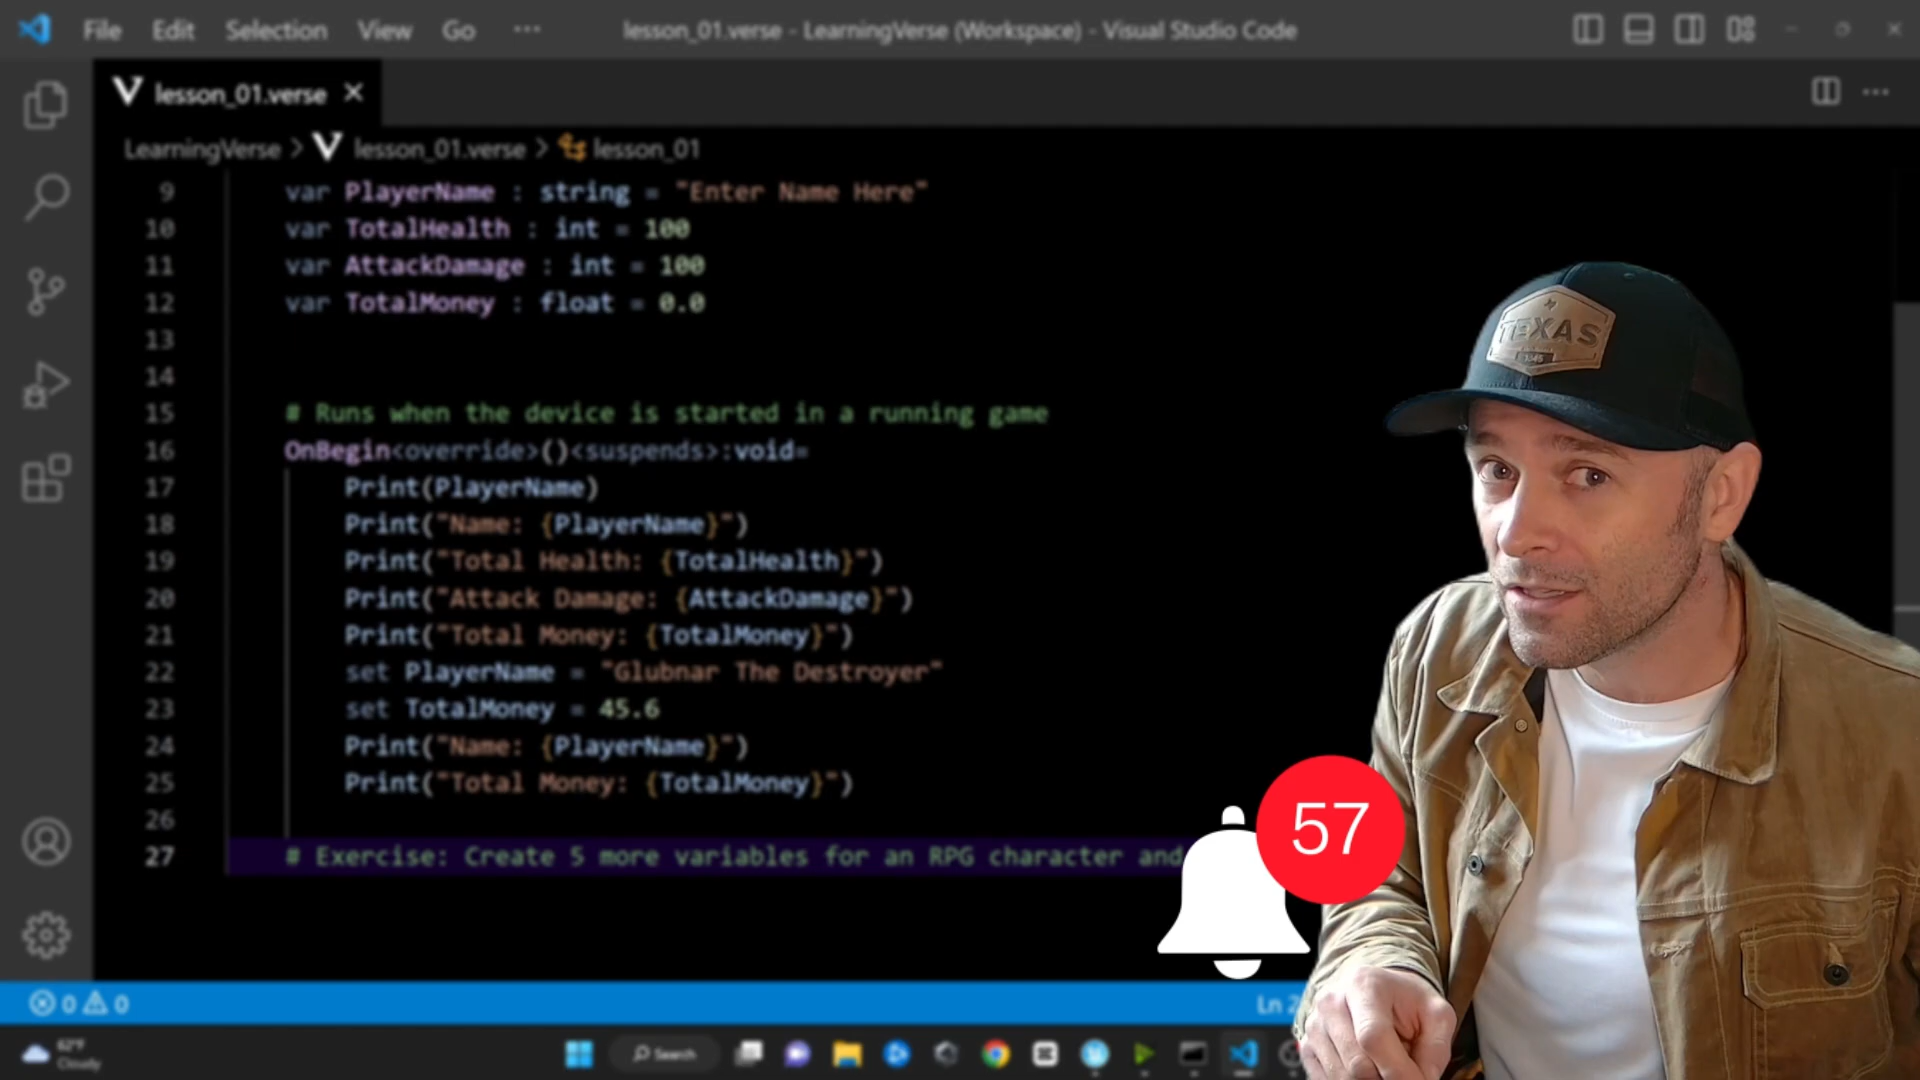 File Edit Selection View Go ··· lesson_01.verse - LearningVerse (Workspace) - Visual Studio Code
lesson_01.verse
LearningVerse > lesson_01.verse > lesson_01
9 var PlayerName : string = "Enter Name Here"
10 var TotalHealth : int = 100
11 var AttackDamage : int = 100
12 var TotalMoney : float = 0.0
13
14
15 # Runs when the device is started in a running game
16 OnBegin<override>()<suspends>:void=
17 Print(PlayerName)
18 Print("Name: {PlayerName}")
19 Print("Total Health: {TotalHealth}")
20 Print("Attack Damage: {AttackDamage}")
21 Print("Total Money: {TotalMoney}")
22 set PlayerName = "Glubnar The Destroyer"
23 set TotalMoney = 45.6
24 Print("Name: {PlayerName}")
25 Print("Total Money: {TotalMoney}")
26
27 # Exercise: Create 5 more variables for an RPG character and
TEXAS
57
0 0
Ln 2
62°F
Cloudy
Search